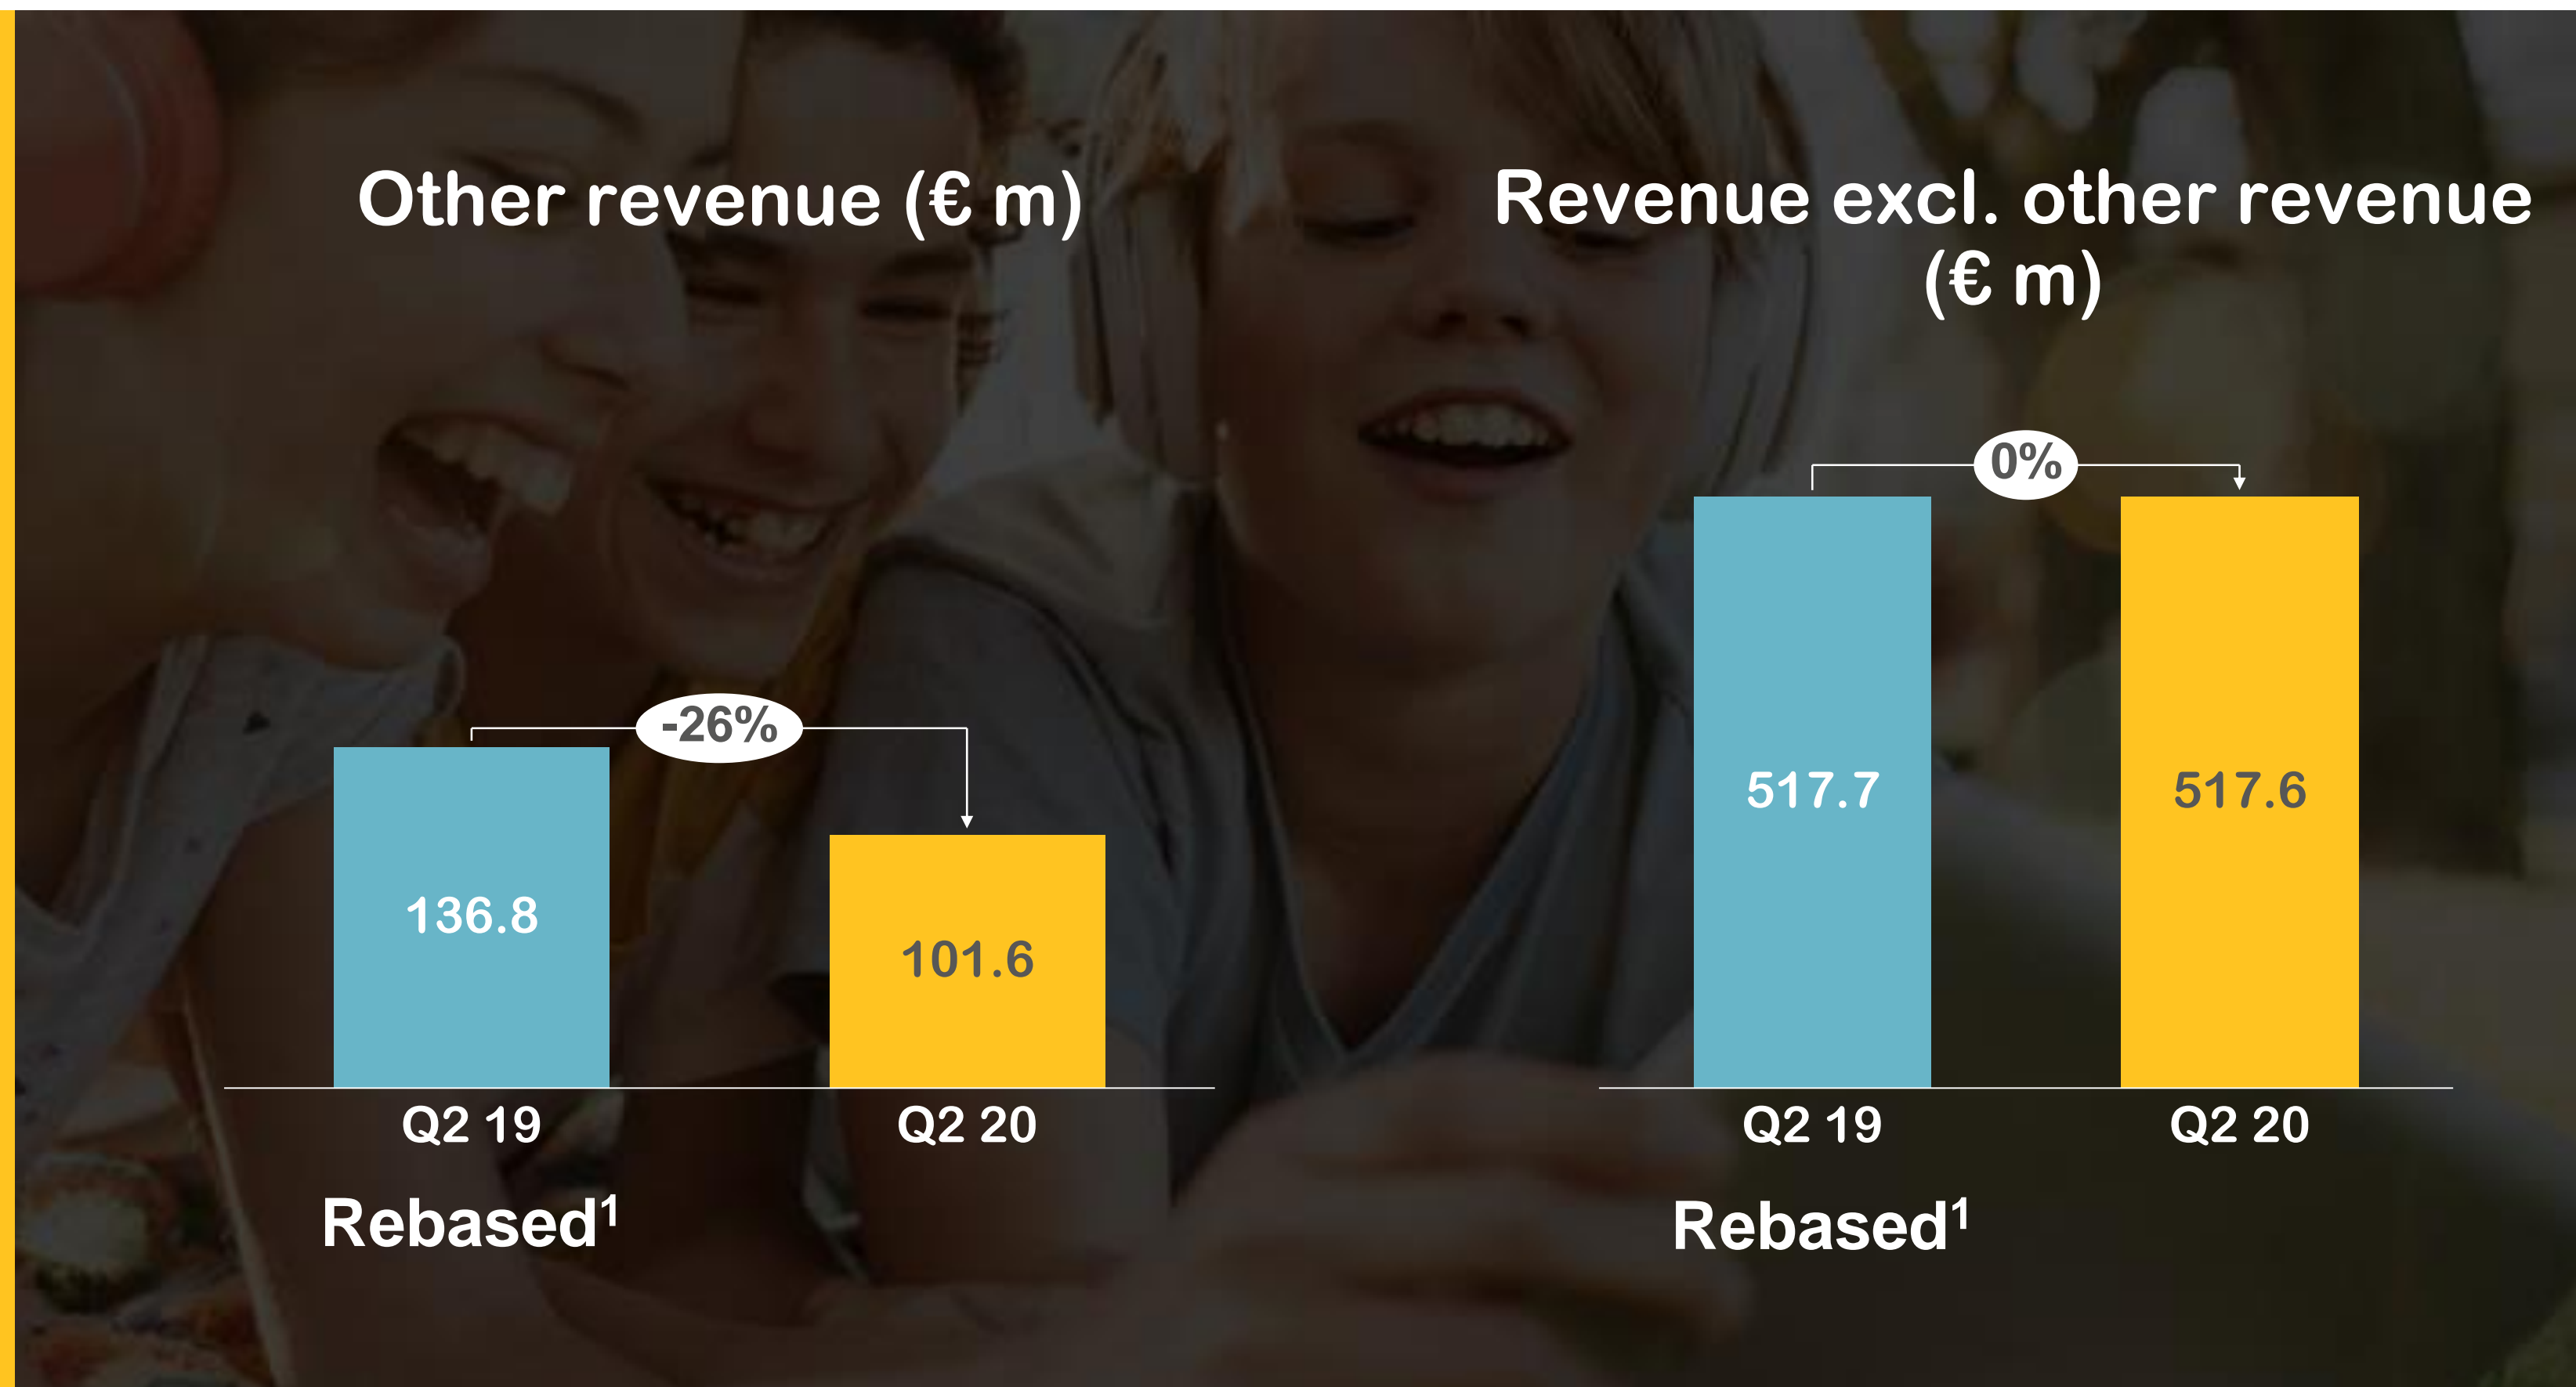 Other revenue (€ m)
-26%
136.8
101.6
Q2 19
Q2 20
Rebased¹
Revenue excl. other revenue
(€ m)
0%
517.7
517.6
Q2 19
Q2 20
Rebased¹